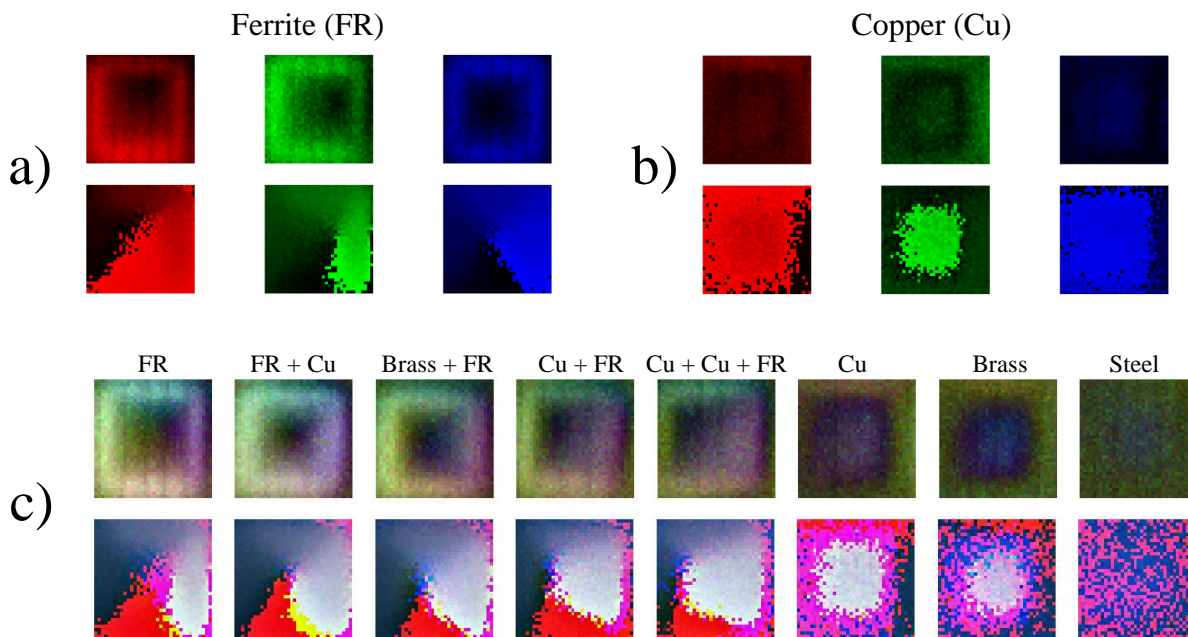 Ferrite (FR)
Copper (Cu)
a)
b)
FR
FR + Cu
Brass + FR
Cu + FR
Cu + Cu + FR
Cu
Brass
Steel
c)